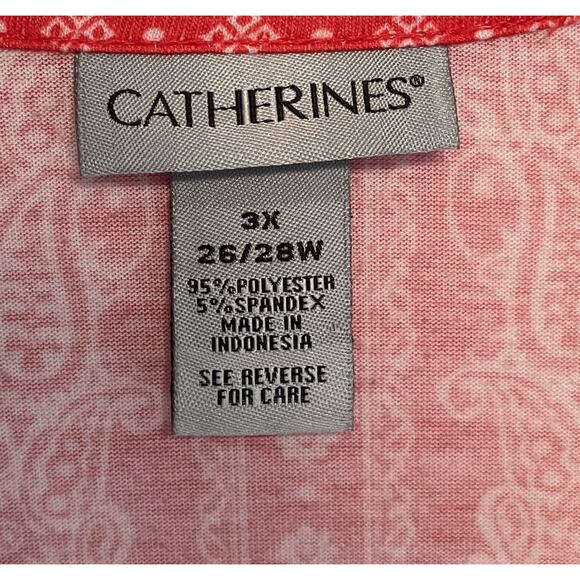 CATHERINES®
3X
26/28W
95%POLYESTER
5%SPANDEX
MADE IN
INDONESIA
SEE REVERSE
FOR CARE